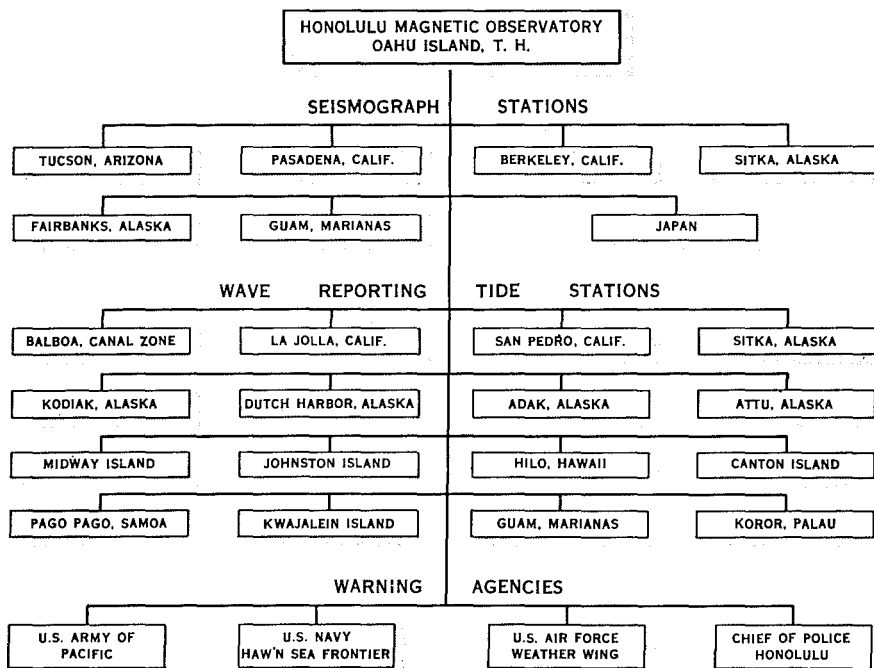 HONOLULU MAGNETIC OBSERVATORY
OAHU ISLAND, T. H.
SEISMOGRAPH STATIONS
TUCSON, ARIZONA
PASADENA, CALIF.
BERKELEY, CALIF.
SITKA, ALASKA
FAIRBANKS, ALASKA
GUAM, MARIANAS
JAPAN
WAVE REPORTING TIDE STATIONS
BALBOA, CANAL ZONE
LA JOLLA, CALIF.
SAN PEDRO, CALIF.
SITKA, ALASKA
KODIAK, ALASKA
DUTCH HARBOR, ALASKA
ADAK, ALASKA
ATTU, ALASKA
MIDWAY ISLAND
JOHNSTON ISLAND
HILO, HAWAII
CANTON ISLAND
PAGO PAGO, SAMOA
KWAJALEIN ISLAND
GUAM, MARIANAS
KOROR, PALAU
WARNING AGENCIES
U.S. ARMY OF
PACIFIC
U.S. NAVY
HAW'N SEA FRONTIER
U.S. AIR FORCE
WEATHER WING
CHIEF OF POLICE
HONOLULU